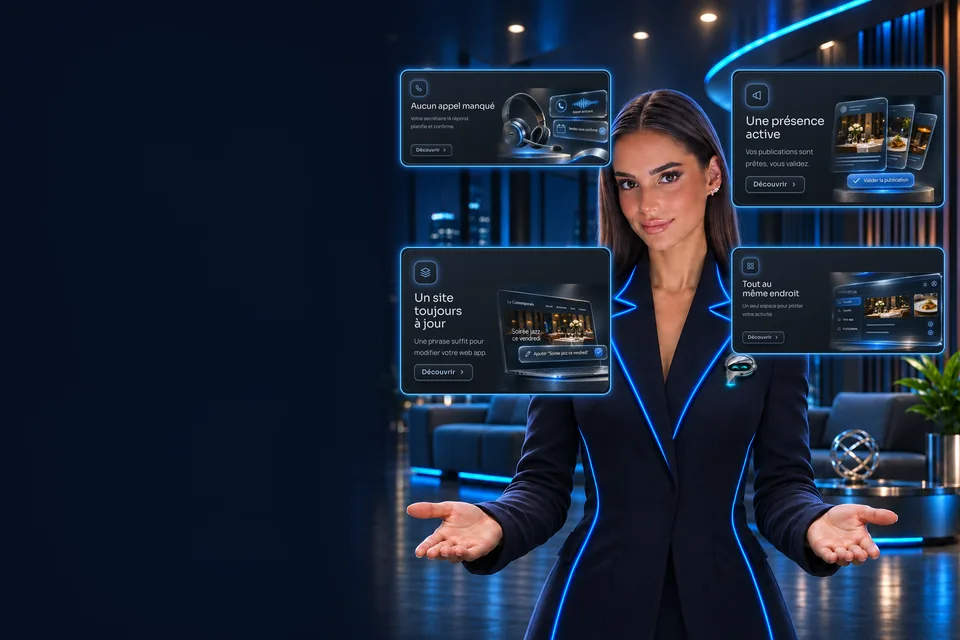 Aucun appel manqué
Votre secrétaire IA répond,
planifie et confirme.
Découvrir
Une présence
active
Vos publications sont
prêtes, vous validez.
Découvrir
Valider la publication
Un site
toujours
à jour
Une phrase suffit pour
modifier votre web app.
Découvrir
Soirée jazz
ce vendredi
Ajouter "Soirée jazz ce vendredi"
Tout au
même endroit
Un seul espace pour piloter
votre activité
Découvrir